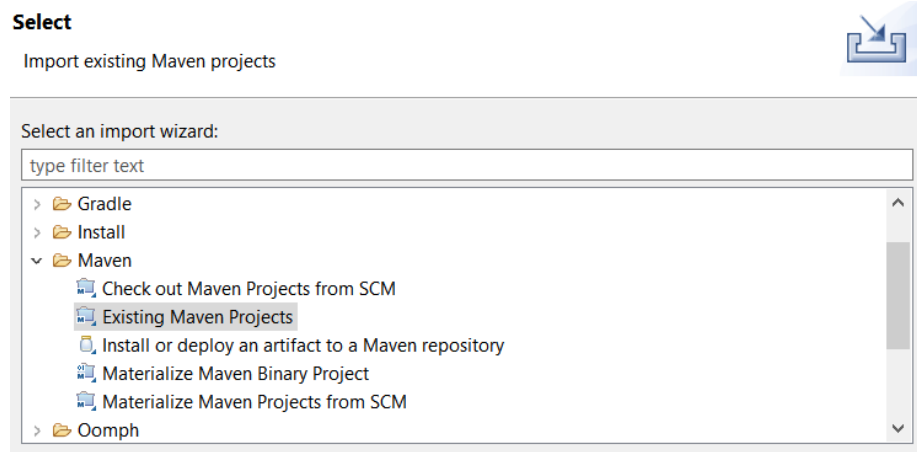 Select
Import existing Maven projects
Select an import wizard:
type filter text
Gradle
Install
Maven
Check out Maven Projects from SCM
Existing Maven Projects
Install or deploy an artifact to a Maven repository
Materialize Maven Binary Project
Materialize Maven Projects from SCM
Oomph